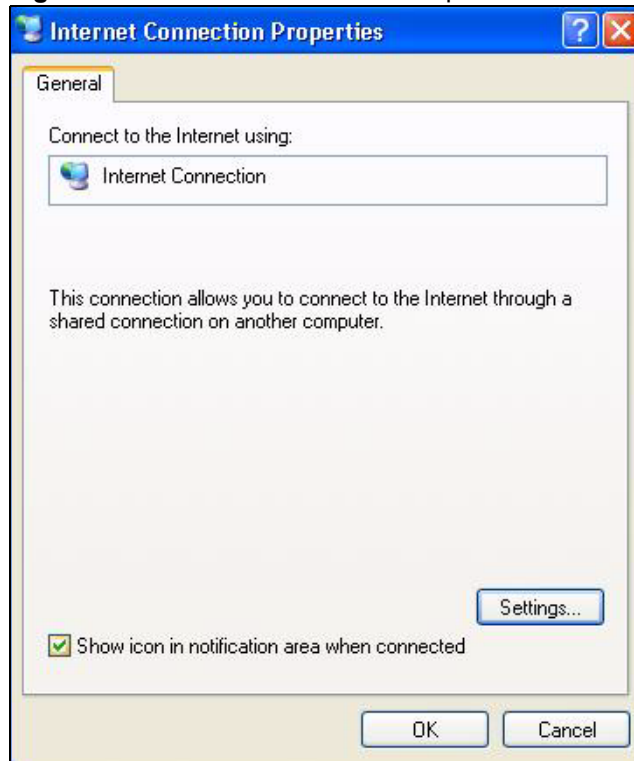 Internet Connection Properties
General
Connect to the Internet using:
Internet Connection
This connection allows you to connect to the Internet through a
shared connection on another computer.
Settings...
Show icon in notification area when connected
OK
Cancel